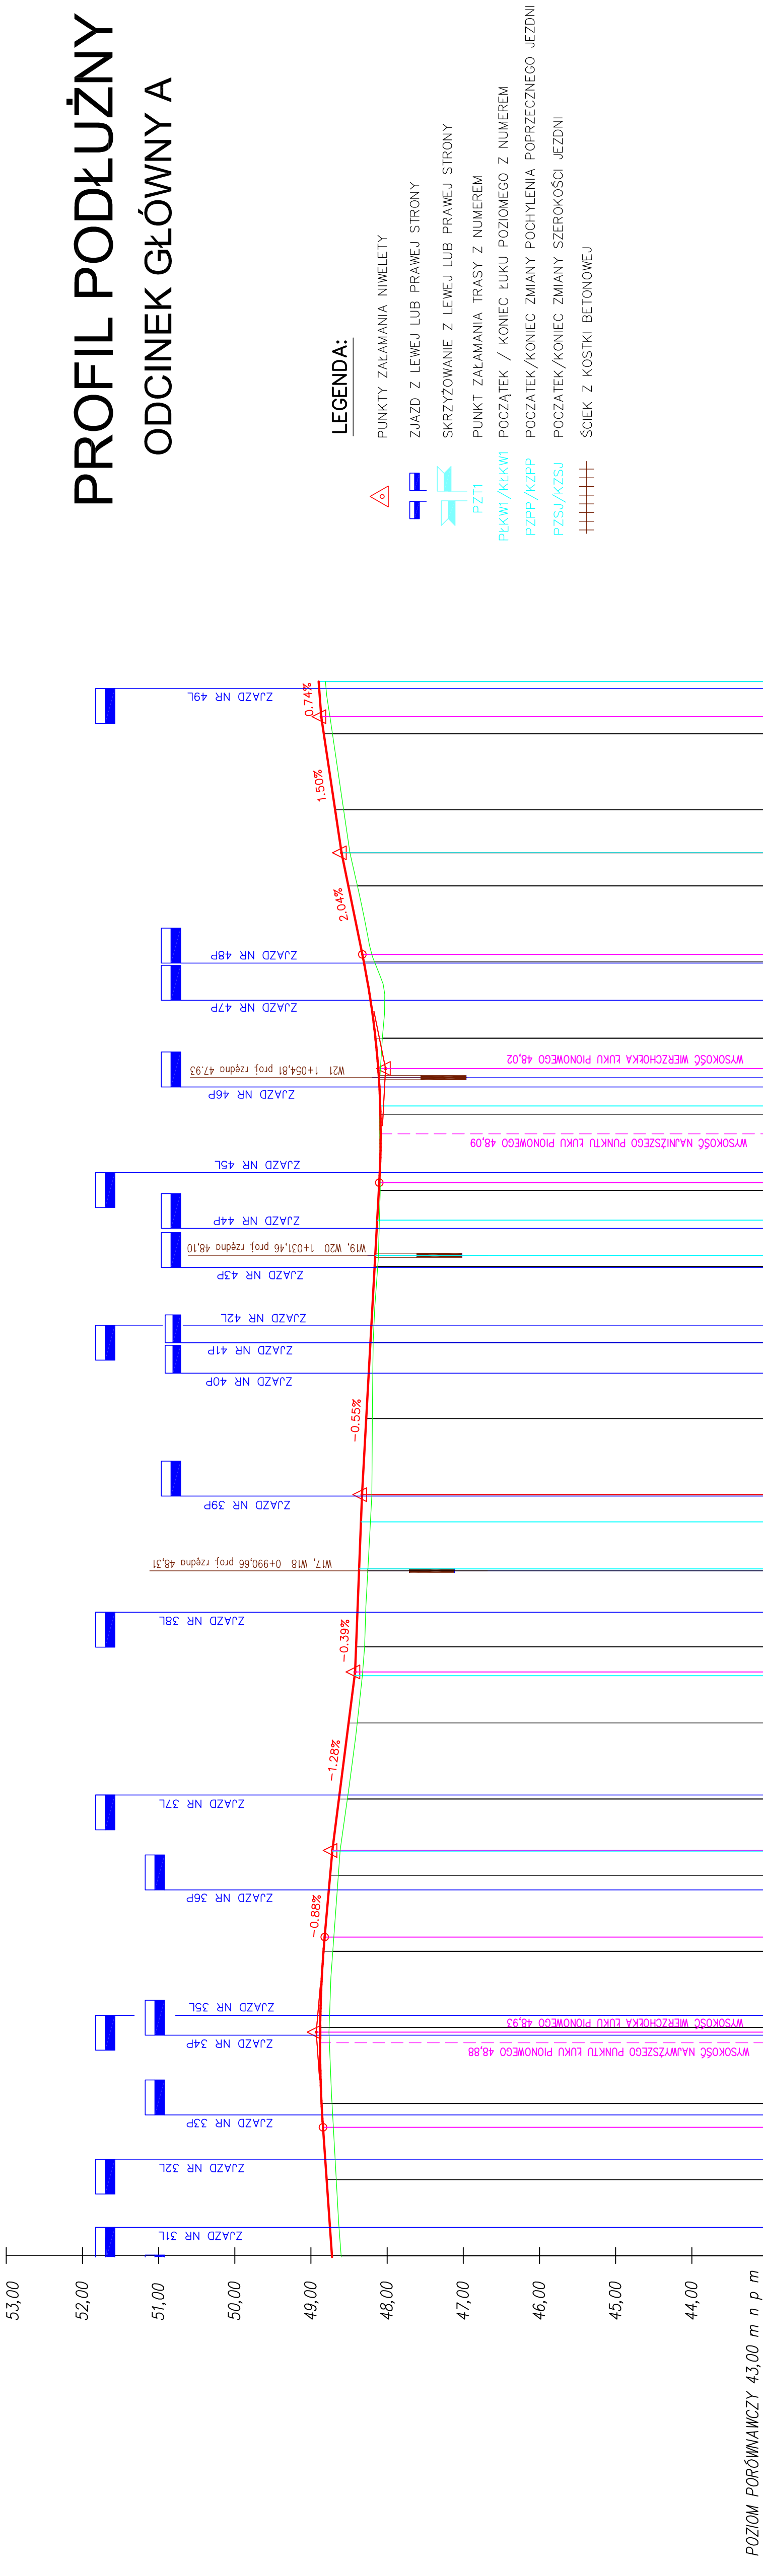 PROFIL PODŁUŻNY
ODCINEK GŁÓWNY A
LEGENDA:
PUNKTY ZAŁAMANIA NIWELETY
ZJAZD Z LEWEJ LUB PRAWEJ STRONY
SKRZYŻOWANIE Z LEWEJ LUB PRAWEJ STRONY
PZT1 PUNKT ZAŁAMANIA TRASY Z NUMEREM
PŁKW1/KŁKW1 POCZĄTEK / KONIEC ŁUKU POZIOMEGO Z NUMEREM
PZPP/KZPP POCZATEK/KONIEC ZMIANY POCHYLENIA POPRZECZNEGO JEZDNI
PZSJ/KZSJ POCZATEK/KONIEC ZMIANY SZEROKOŚCI JEZDNI
ŚCIEK Z KOSTKI BETONOWEJ
53,00
52,00
51,00
50,00
49,00
48,00
47,00
46,00
45,00
44,00
POZIOM PORÓWNAWCZY 43,00 m n p m
ZJAZD NR 31L
ZJAZD NR 32L
ZJAZD NR 33P
ZJAZD NR 34P
ZJAZD NR 35L
ZJAZD NR 36P
ZJAZD NR 37L
ZJAZD NR 38L
ZJAZD NR 39P
ZJAZD NR 40P
ZJAZD NR 41P
ZJAZD NR 42L
ZJAZD NR 43P
ZJAZD NR 44P
ZJAZD NR 45L
ZJAZD NR 46P
ZJAZD NR 47P
ZJAZD NR 48P
ZJAZD NR 49L
WYSOKOŚĆ NAJWYŻSZEGO PUNKTU ŁUKU PIONOWEGO 48,88
WYSOKOŚĆ WIERZCHOŁKA ŁUKU PIONOWEGO 48,93
W17, W18 0+990,66 proj. rzędna 48,31
W19, W20 1+031,46 proj. rzędna 48,10
WYSOKOŚĆ NAJNIŻSZEGO PUNKTU ŁUKU PIONOWEGO 48,09
W21 1+054,81 proj. rzędna 47,93
WYSOKOŚĆ WIERZCHOŁKA ŁUKU PIONOWEGO 48,02
-0.88%
-1.28%
-0.39%
-0.55%
2.04%
1.50%
0.74%